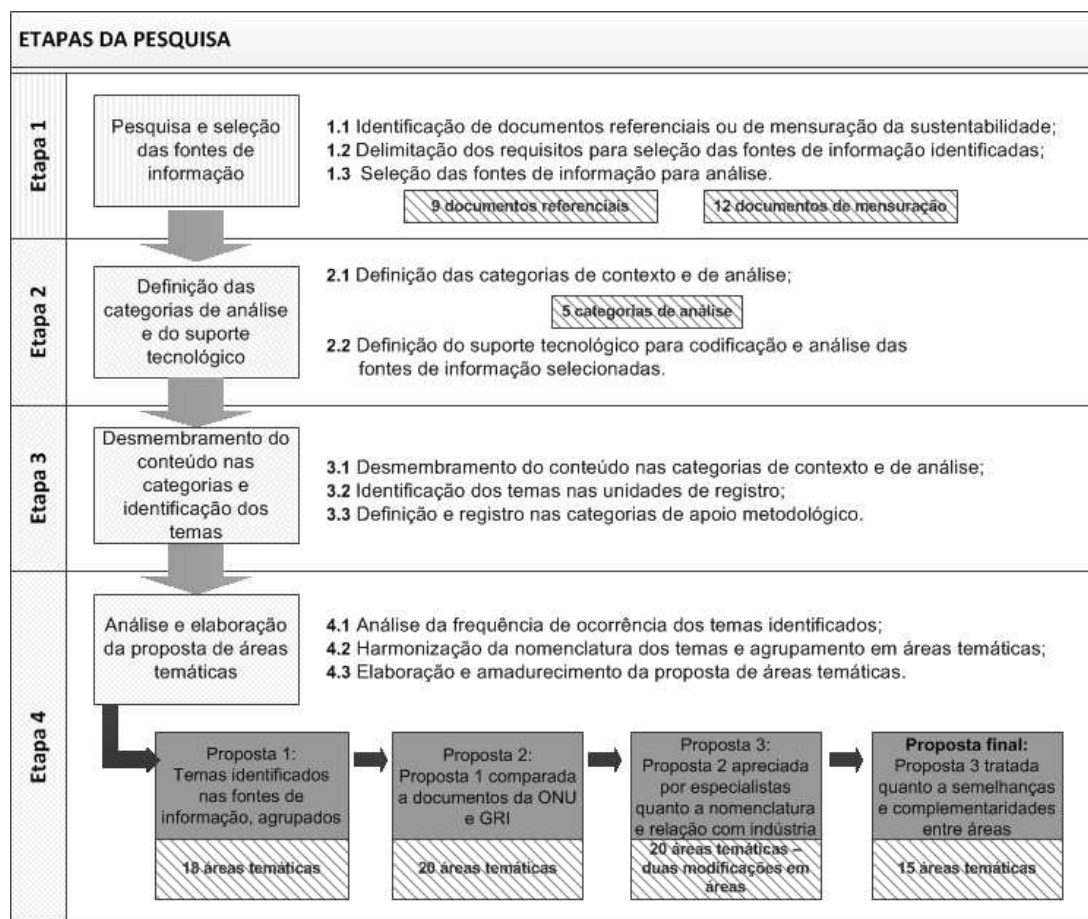 ETAPAS DA PESQUISA
Etapa 1
Pesquisa e seleção
das fontes de
informação
1.1 Identificação de documentos referenciais ou de mensuração da sustentabilidade;
1.2 Delimitação dos requisitos para seleção das fontes de informação identificadas;
1.3 Seleção das fontes de informação para análise.
9 documentos referenciais
12 documentos de mensuração
Etapa 2
Definição das
categorias de análise
e do suporte
tecnológico
2.1 Definição das categorias de contexto e de análise;
5 categorias de análise
2.2 Definição do suporte tecnológico para codificação e análise das
fontes de informação selecionadas.
Etapa 3
Desmembramento do
conteúdo nas
categorias e
identificação dos
temas
3.1 Desmembramento do conteúdo nas categorias de contexto e de análise;
3.2 Identificação dos temas nas unidades de registro;
3.3 Definição e registro nas categorias de apoio metodológico.
Etapa 4
Análise e elaboração
da proposta de áreas
temáticas
4.1 Análise da frequência de ocorrência dos temas identificados;
4.2 Harmonização da nomenclatura dos temas e agrupamento em áreas temáticas;
4.3 Elaboração e amadurecimento da proposta de áreas temáticas.
Proposta 1:
Temas identificados
nas fontes de
informação, agrupados
18 áreas temáticas
Proposta 2:
Proposta 1 comparada
a documentos da ONU
e GRI
20 áreas temáticas
Proposta 3:
Proposta 2 apreciada
por especialistas
quanto a nomenclatura
e relação com indústria
20 áreas temáticas –
duas modificações em
áreas
Proposta final:
Proposta 3 tratada
quanto a semelhanças
e complementaridades
entre áreas
15 áreas temáticas